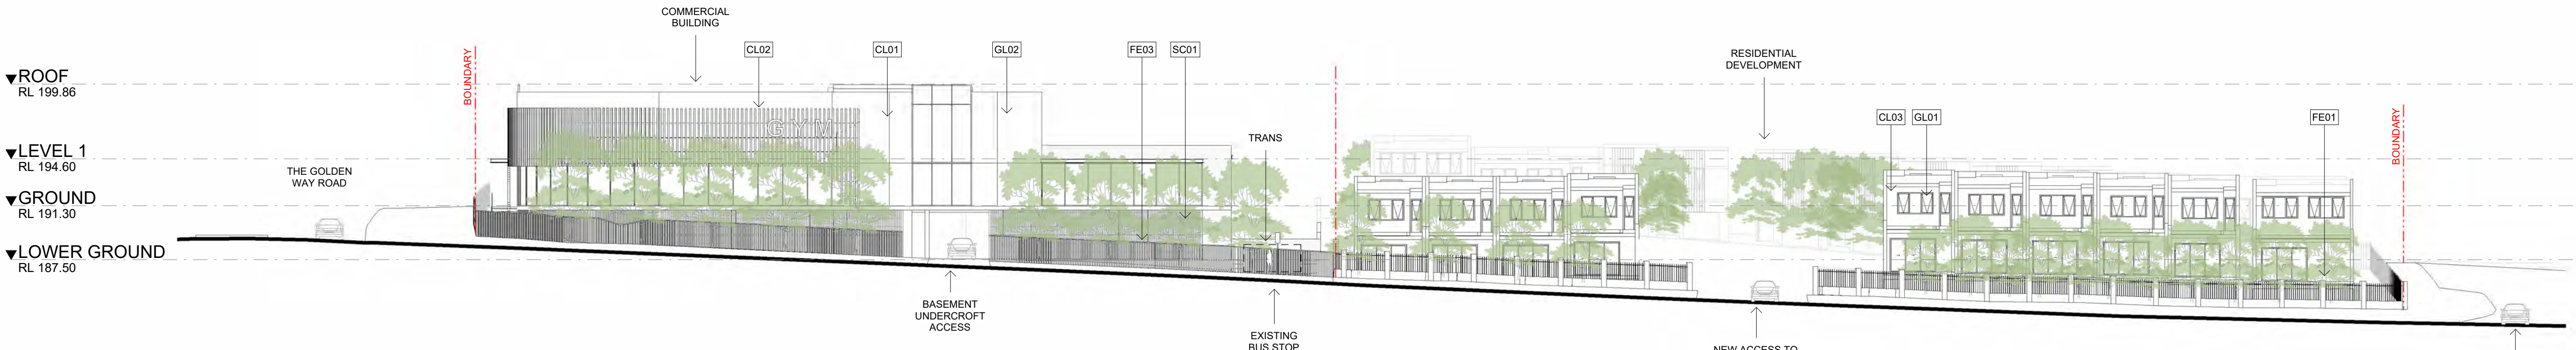 COMMERCIAL
BUILDING
CL02
CL01
GL02
FE03
SC01
RESIDENTIAL
DEVELOPMENT
BOUNDARY
ROOF
RL 199.86
GYM
TRANS
CL03
GL01
FE01
BOUNDARY
LEVEL 1
RL 194.60
THE GOLDEN
WAY ROAD
GROUND
RL 191.30
LOWER GROUND
RL 187.50
BASEMENT
UNDERCROFT
ACCESS
EXISTING
BUS STOP
NEW ACCESS TO